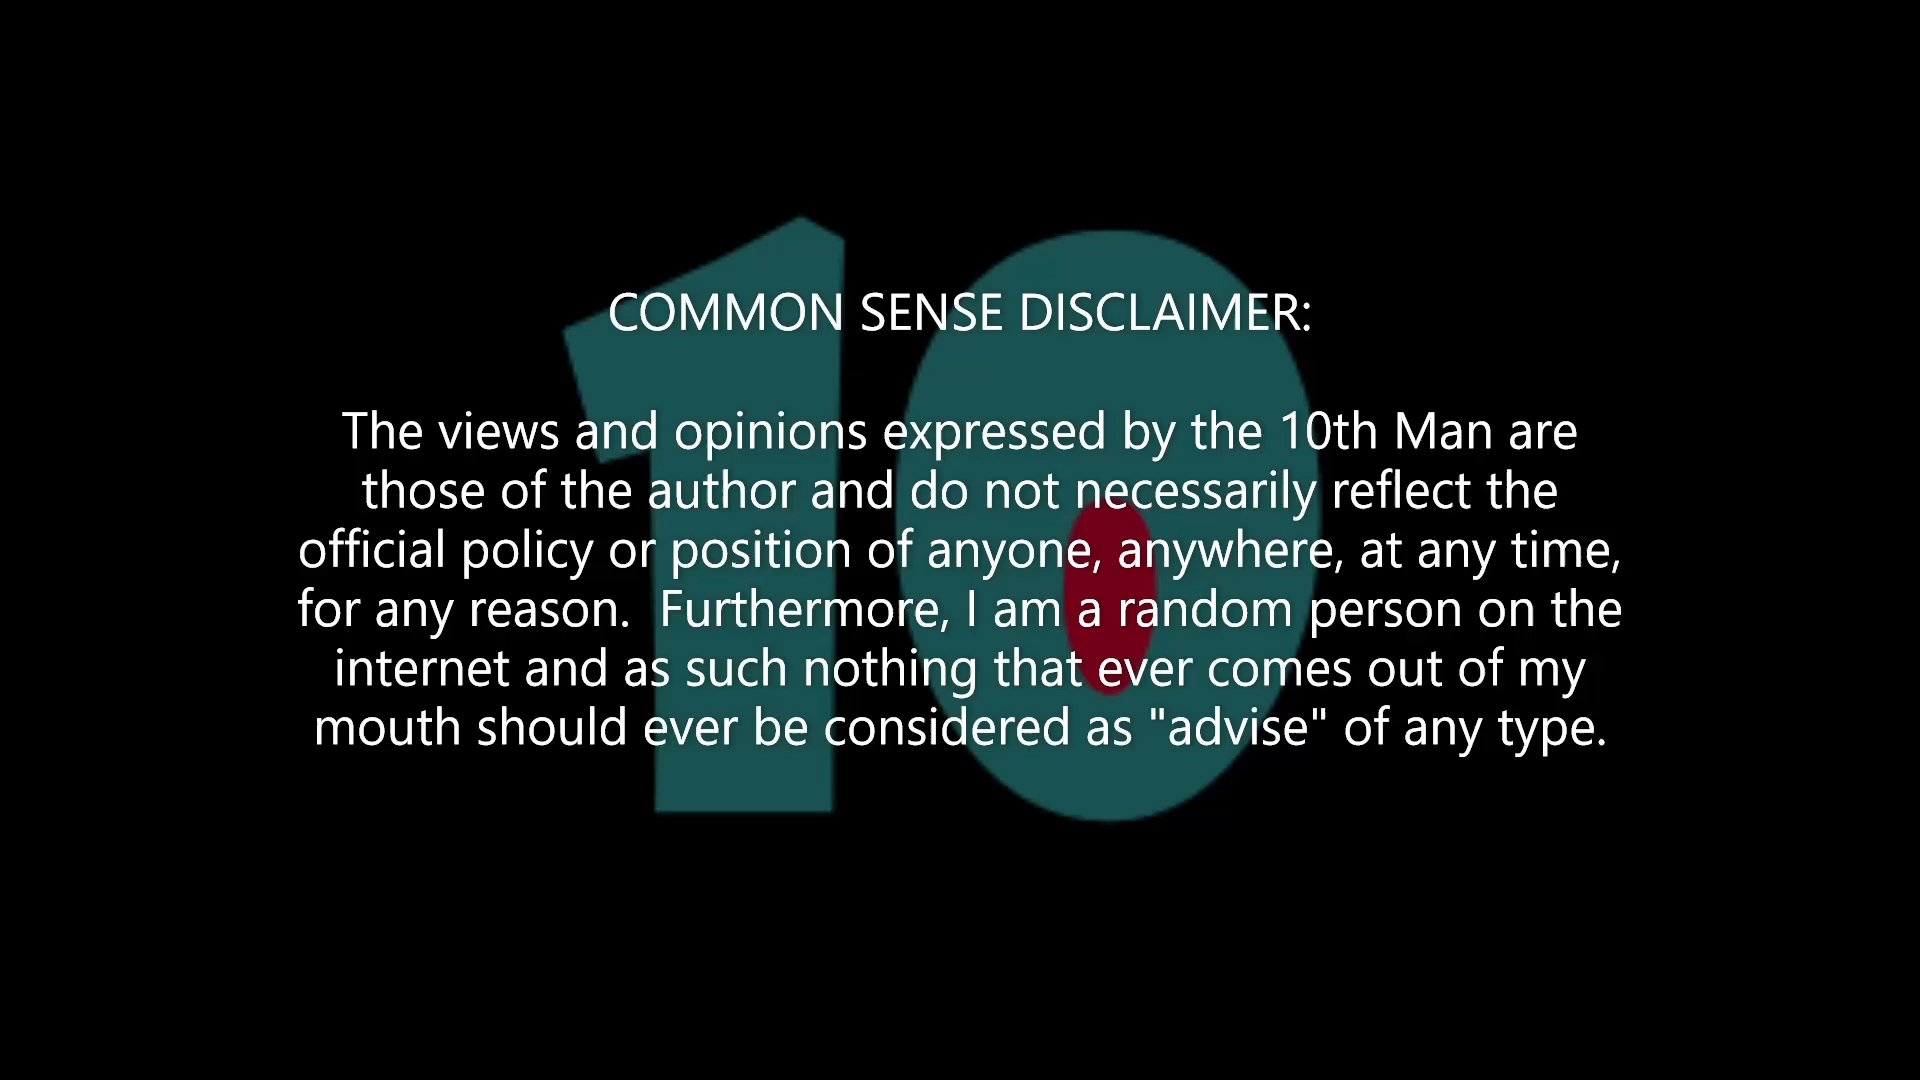 COMMON SENSE DISCLAIMER:
The views and opinions expressed by the 10th Man are
those of the author and do not necessarily reflect the
official policy or position of anyone, anywhere, at any time,
for any reason.  Furthermore, I am a random person on the
internet and as such nothing that ever comes out of my
mouth should ever be considered as "advise" of any type.
10